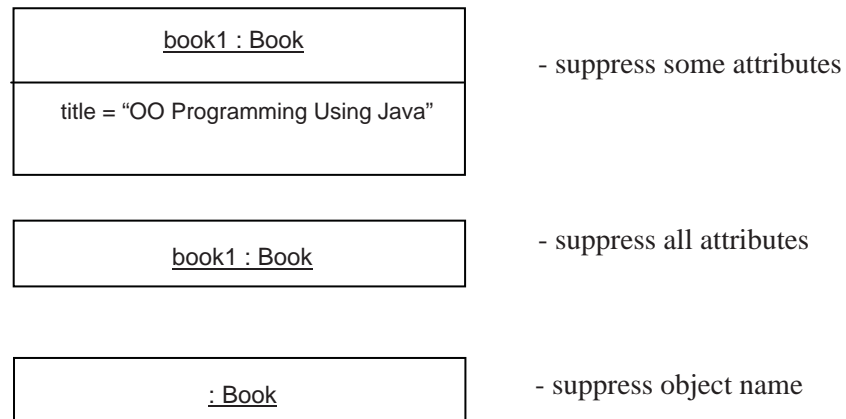 book1 : Book
- suppress some attributes
title = “OO Programming Using Java”
book1 : Book
- suppress all attributes
: Book
- suppress object name